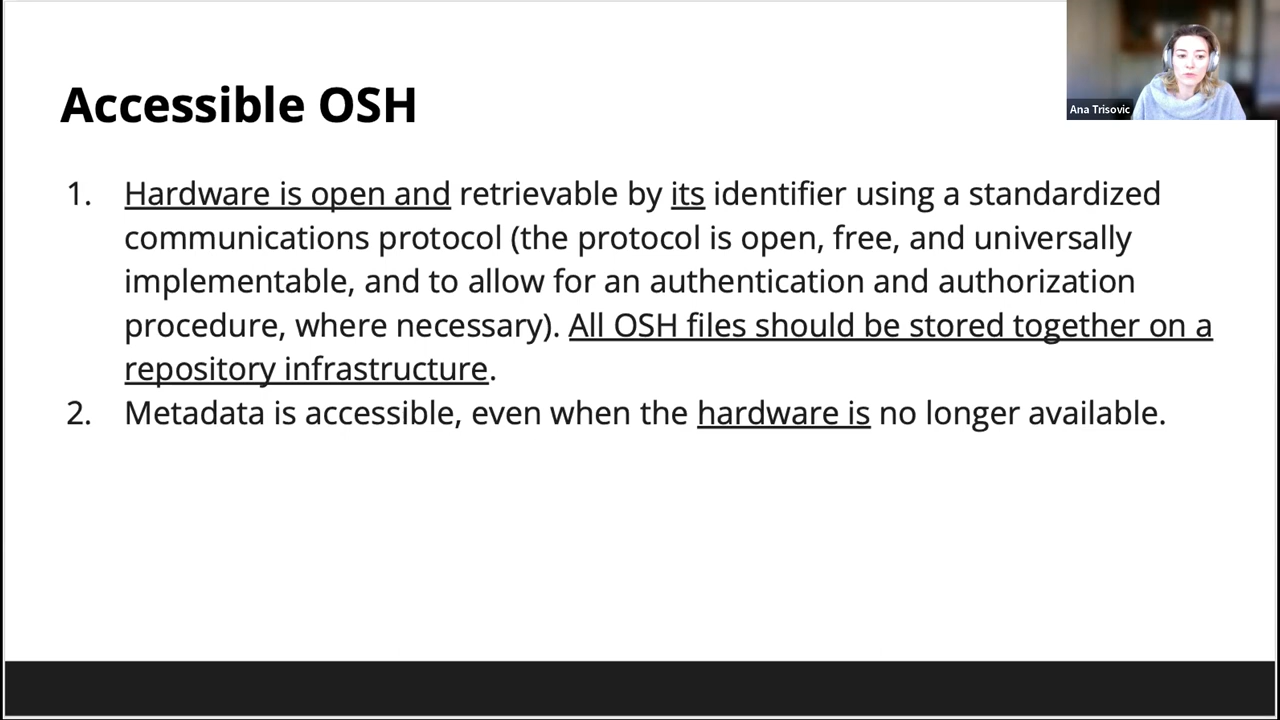 Accessible OSH
Ana Trisovic
1. Hardware is open and retrievable by its identifier using a standardized
communications protocol (the protocol is open, free, and universally
implementable, and to allow for an authentication and authorization
procedure, where necessary). All OSH files should be stored together on a
repository infrastructure.
2. Metadata is accessible, even when the hardware is no longer available.